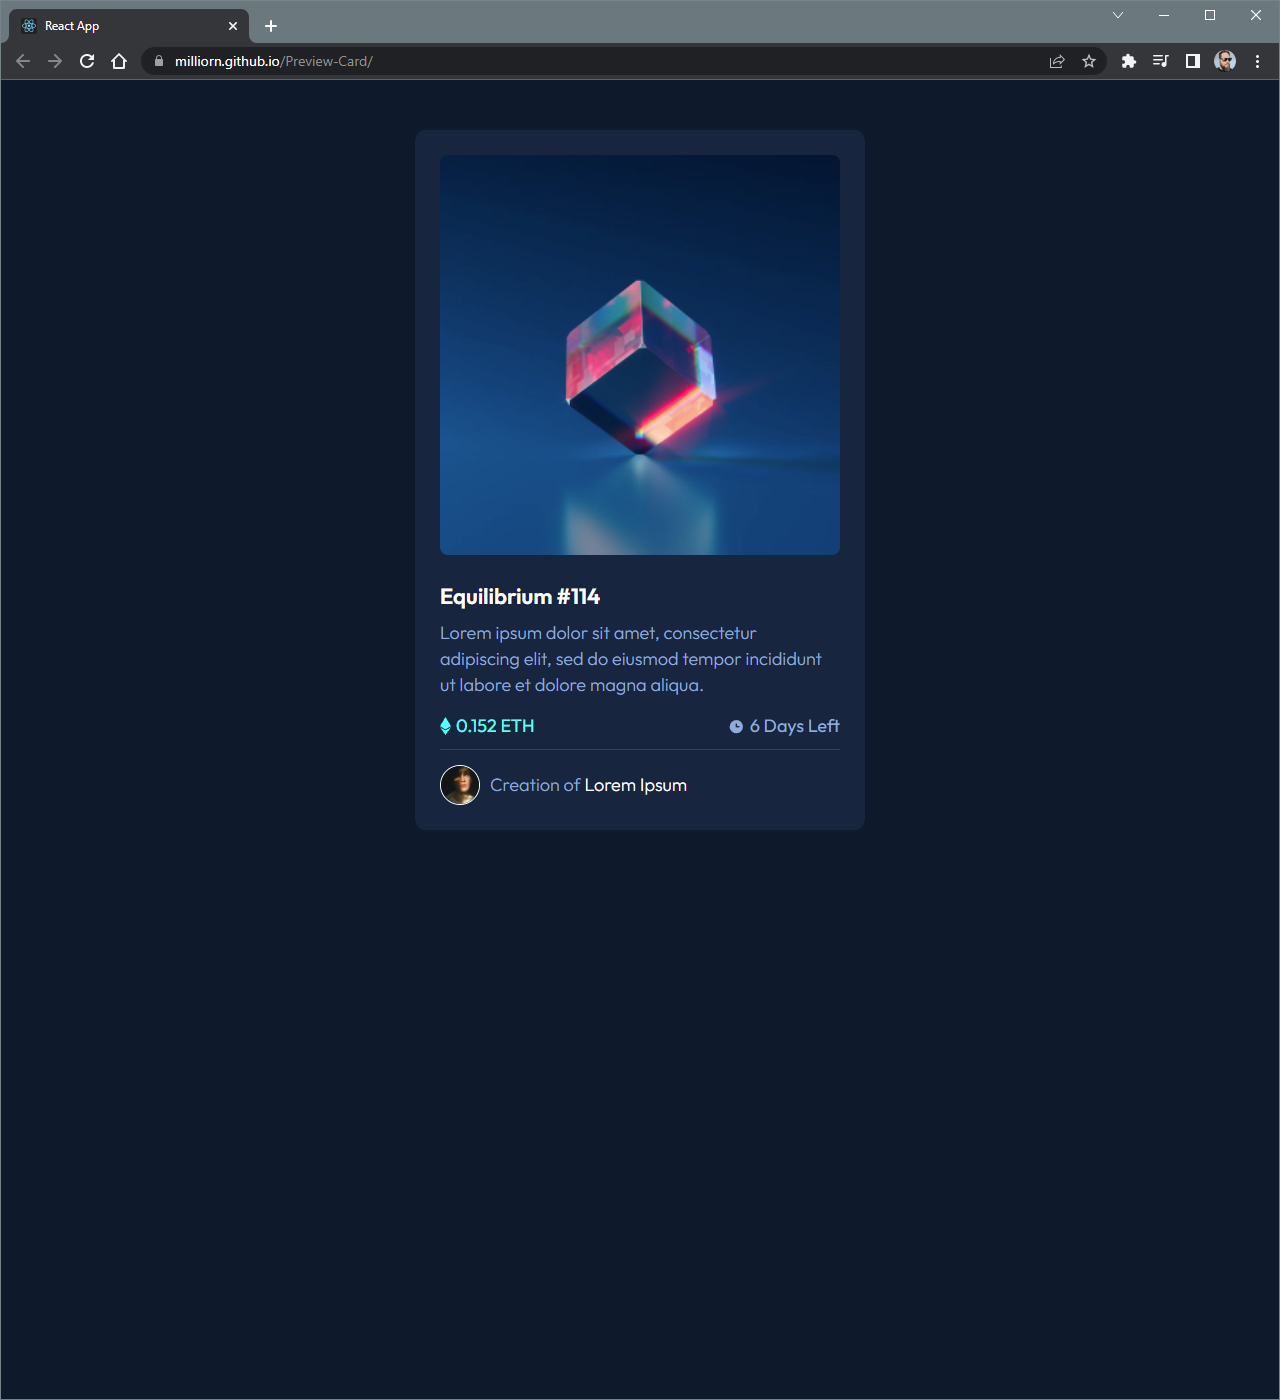 React App
milliorn.github.io/Preview-Card/
Equilibrium #114
Lorem ipsum dolor sit amet, consectetur
adipiscing elit, sed do eiusmod tempor incididunt
ut labore et dolore magna aliqua.
0.152 ETH
6 Days Left
Creation of Lorem Ipsum